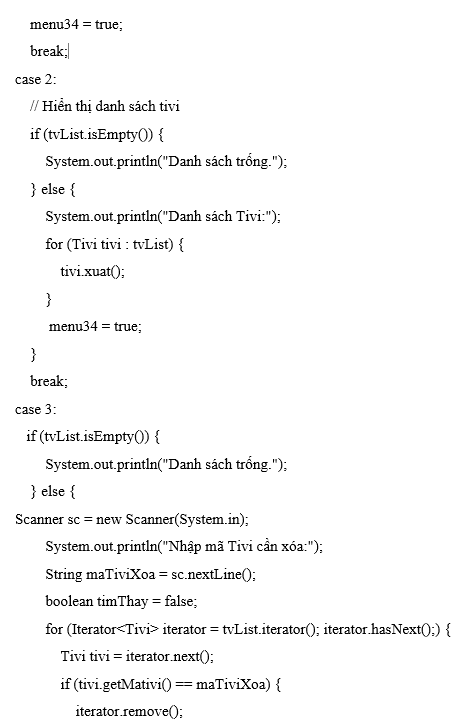 menu34 = true;
break;
case 2:
// Hiển thị danh sách tivi
if (tvList.isEmpty()) {
System.out.println("Danh sách trống.");
} else {
System.out.println("Danh sách Tivi:");
for (Tivi tivi : tvList) {
tivi.xuat();
}
menu34 = true;
}
break;
case 3:
if (tvList.isEmpty()) {
System.out.println("Danh sách trống.");
} else {
Scanner sc = new Scanner(System.in);
System.out.println("Nhập mã Tivi cần xóa:");
String maTiviXoa = sc.nextLine();
boolean timThay = false;
for (Iterator<Tivi> iterator = tvList.iterator(); iterator.hasNext();) {
Tivi tivi = iterator.next();
if (tivi.getMativi() == maTiviXoa) {
iterator.remove();